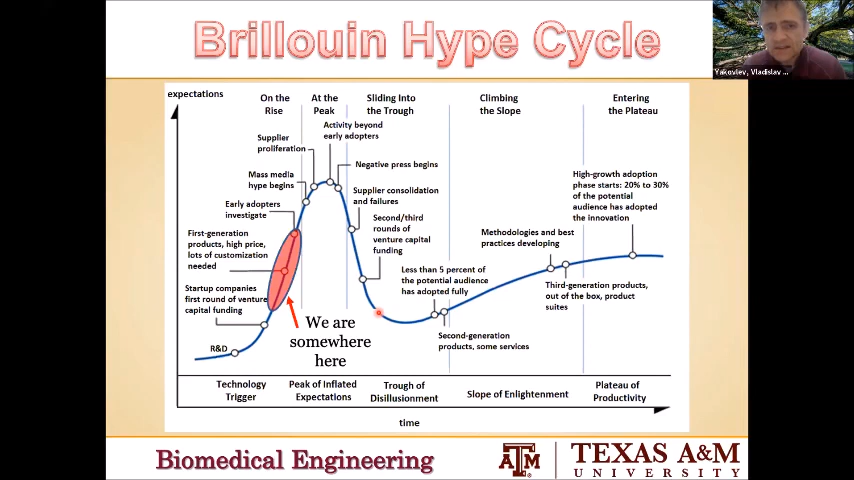 Brillouin Hype Cycle
Yakovlev, Vladislav ...
expectations
On the
Rise
At the
Peak
Sliding Into
the Trough
Climbing
the Slope
Entering
the Plateau
Activity beyond
early adopters
Supplier
proliferation
Negative press begins
Mass media
hype begins
Supplier consolidation
and failures
High-growth adoption
phase starts: 20% to 30%
of the potential
audience has adopted
the innovation
Early adopters
investigate
Second/third
rounds of
venture capital
funding
First-generation
products, high price,
lots of customization
needed
Methodologies and best
practices developing
Less than 5 percent of
the potential audience
has adopted fully
Startup companies
first round of venture
capital funding
Third-generation products,
out of the box, product
suites
We are
somewhere
here
Second-generation
products, some services
R&D
Technology
Trigger
Peak of Inflated
Expectations
Trough of
Disillusionment
Slope of Enlightenment
Plateau of
Productivity
time
Biomedical Engineering
ATM
TEXAS A&M
UNIVERSITY